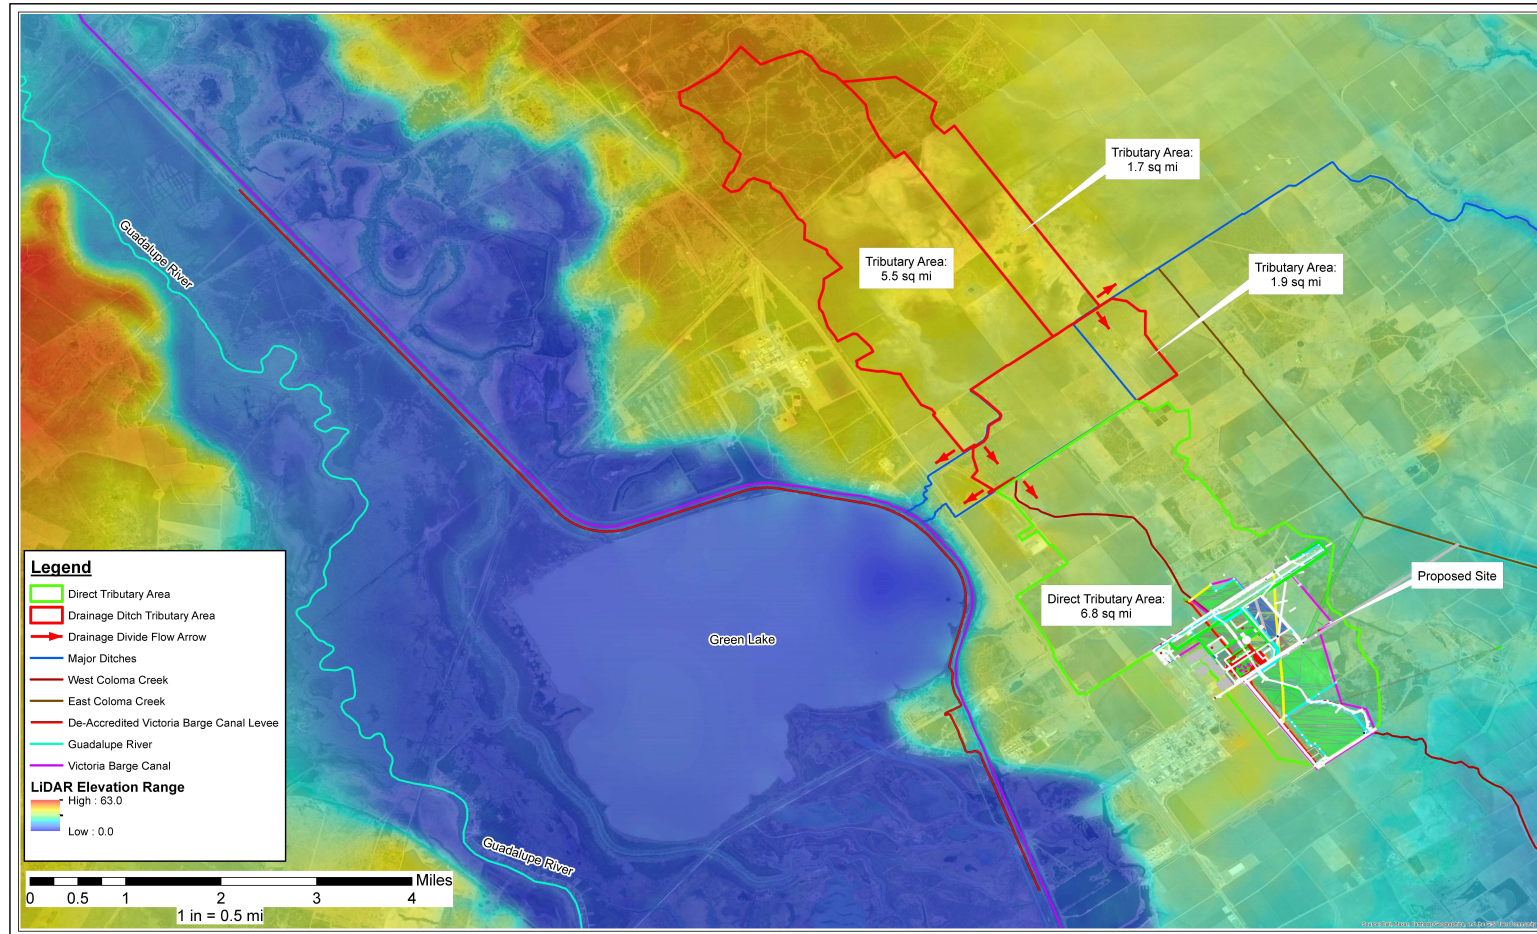 Tributary Area:
1.7 sq mi
Tributary Area:
5.5 sq mi
Tributary Area:
1.9 sq mi
Guadalupe River
Legend
Direct Tributary Area
Drainage Ditch Tributary Area
Drainage Divide Flow Arrow
Major Ditches
West Coloma Creek
East Coloma Creek
De-Accredited Victoria Barge Canal Levee
Guadalupe River
Victoria Barge Canal
LiDAR Elevation Range
High : 63.0
Low : 0.0
Proposed Site
Direct Tributary Area:
6.8 sq mi
Green Lake
Guadalupe River
Miles
0 0.5 1 2 3 4
1 in = 0.5 mi